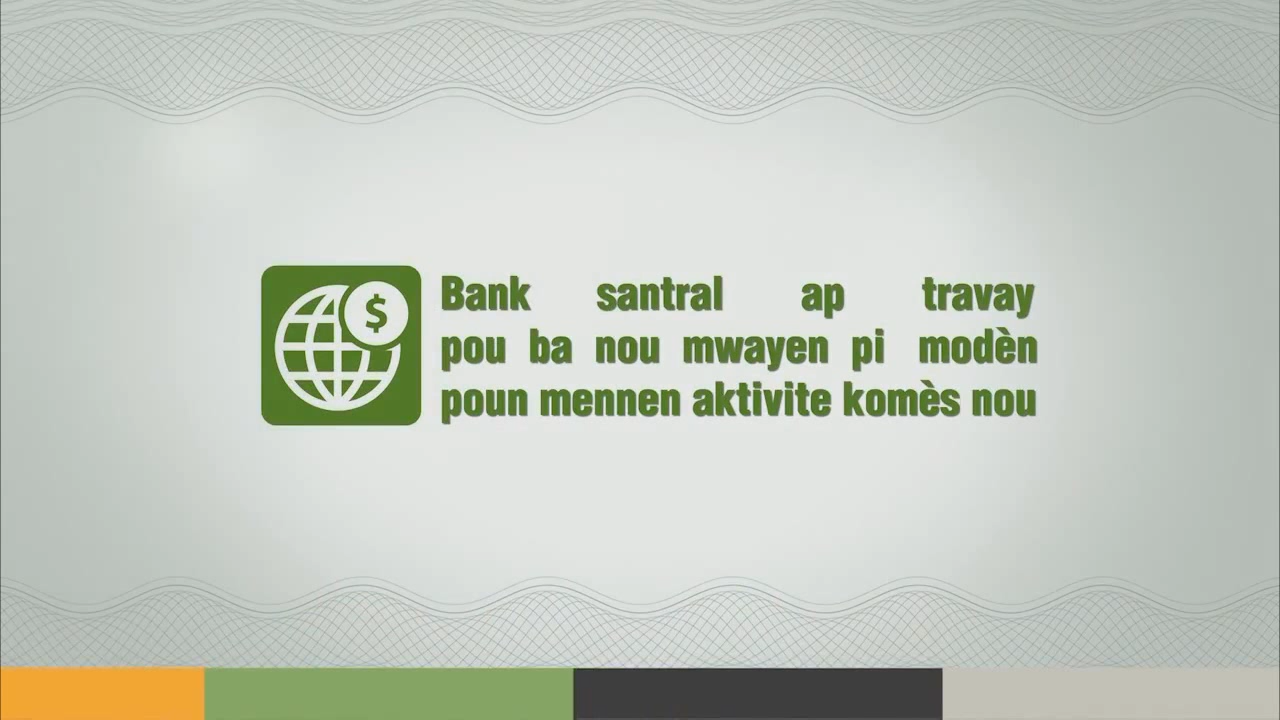 Bank santral ap travay
pou ba nou mwayen pi modèn
poun mennen aktivite komès nou
$